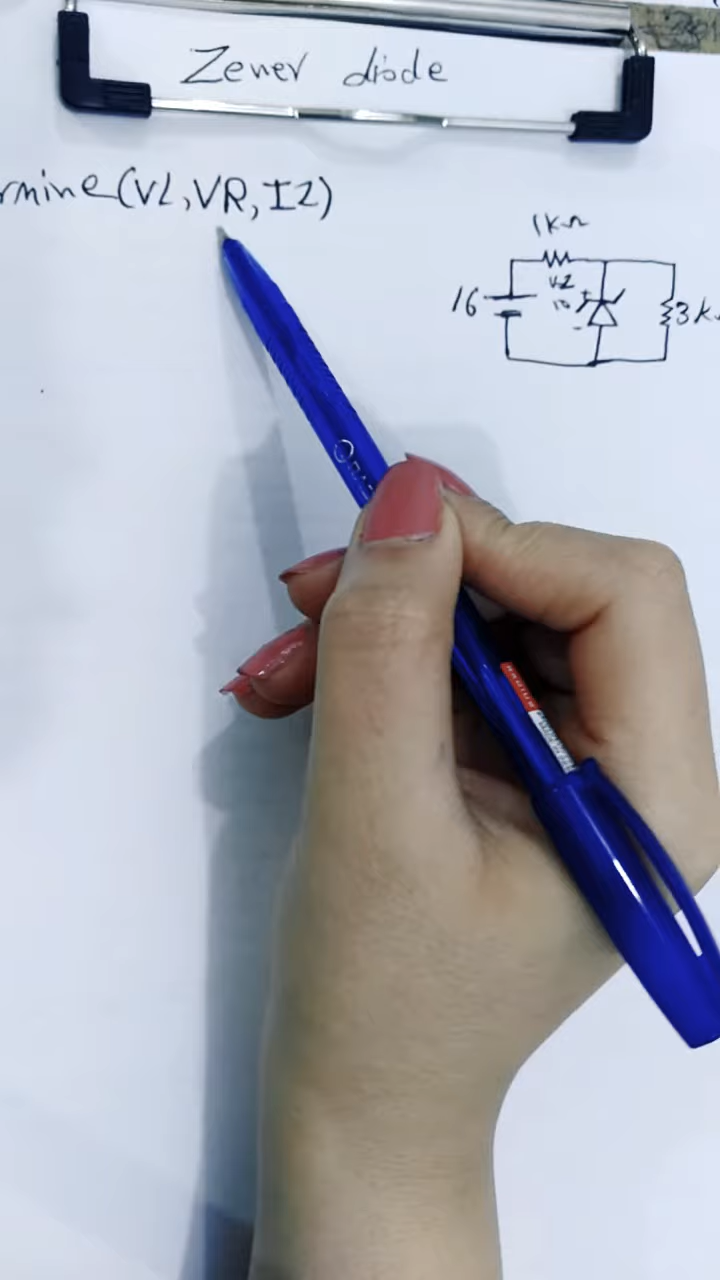 Zener diode
rmine(VL,VR,IZ)
1kΩ
16
VZ
10
+
-
3k